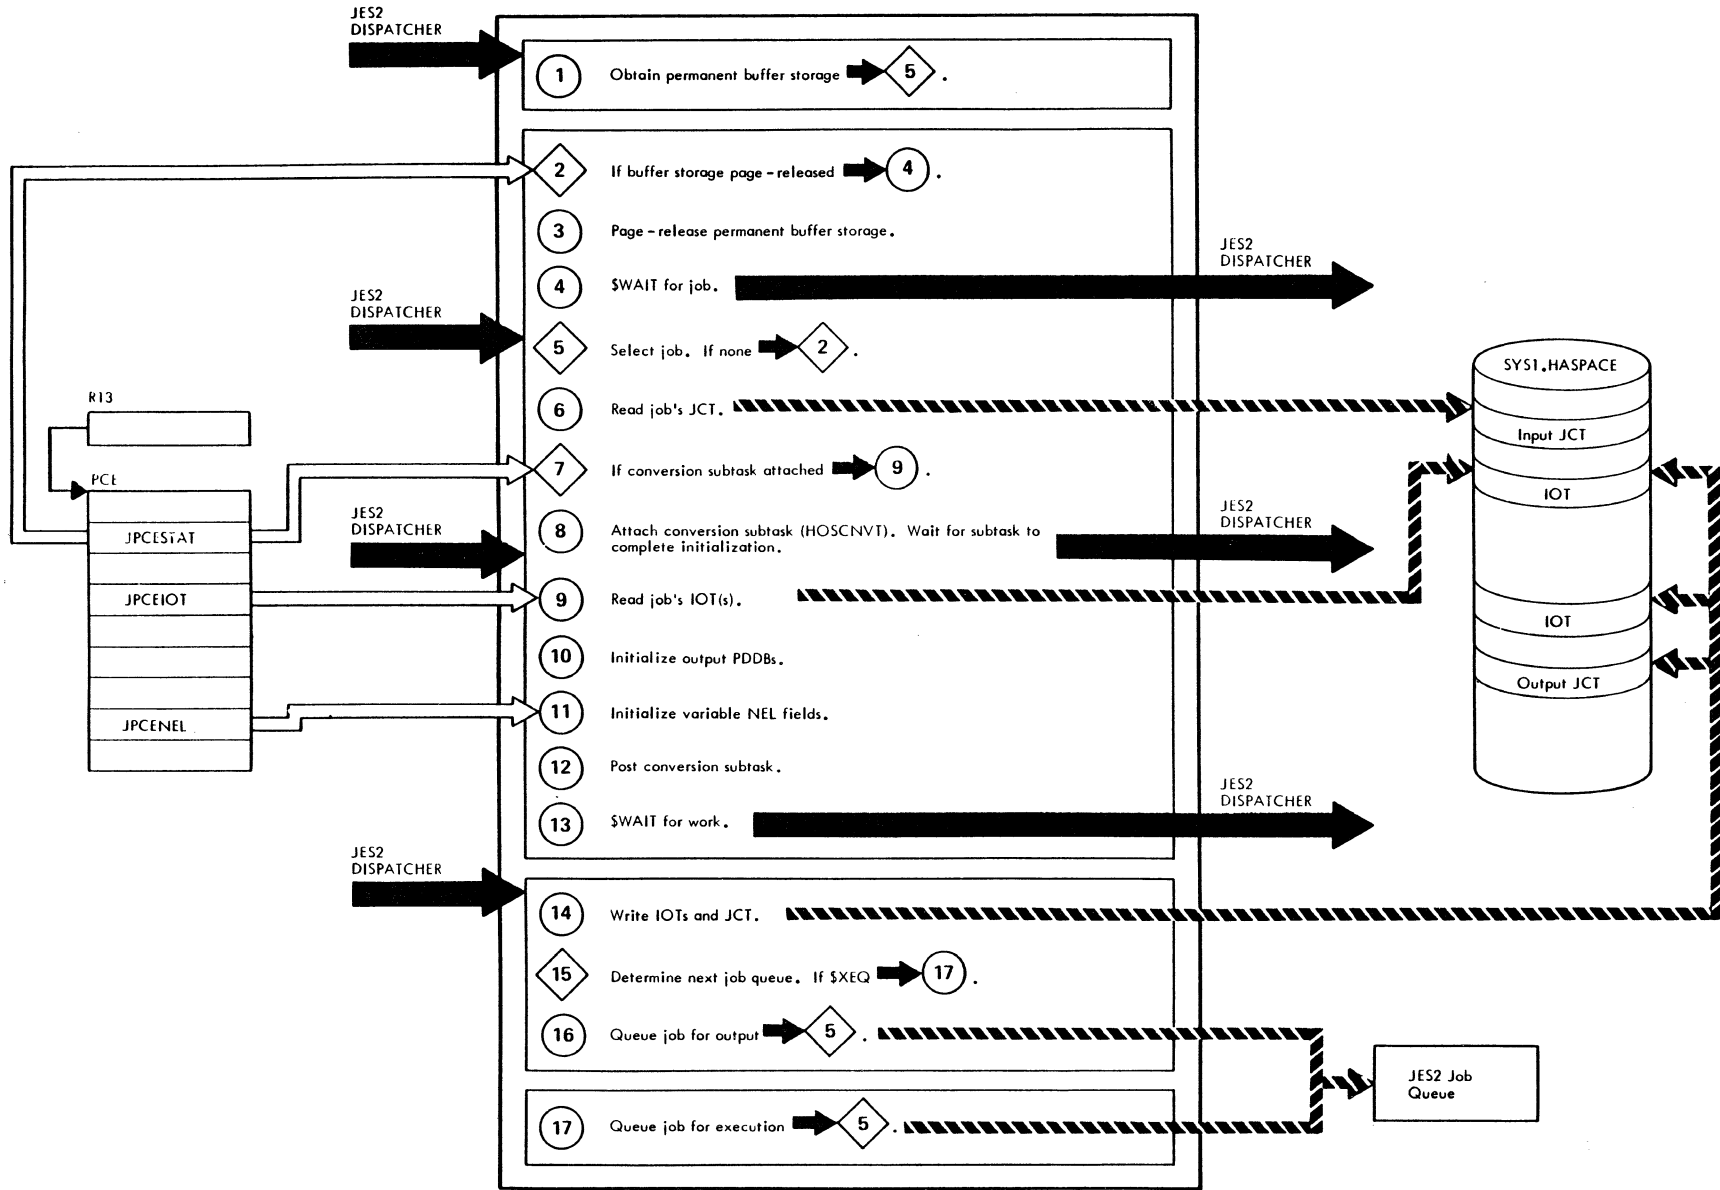 JES2
DISPATCHER
1 Obtain permanent buffer storage 5 .
2 If buffer storage page-released 4 .
3 Page-release permanent buffer storage.
4 $WAIT for job.
JES2
DISPATCHER
JES2
DISPATCHER
5 Select job. If none 2 .
6 Read job's JCT.
7 If conversion subtask attached 9 .
8 Attach conversion subtask (HOSCNVT). Wait for subtask to
complete initialization.
JES2
DISPATCHER
JES2
DISPATCHER
9 Read job's IOT(s).
10 Initialize output PDDBs.
11 Initialize variable NEL fields.
12 Post conversion subtask.
13 $WAIT for work.
JES2
DISPATCHER
JES2
DISPATCHER
14 Write IOTs and JCT.
15 Determine next job queue. If $XEQ 17 .
16 Queue job for output 5 .
17 Queue job for execution 5 .
R13
PCE
JPCESTAT
JPCEIOT
JPCENEL
SYS1.HASPACE
Input JCT
IOT
IOT
Output JCT
JES2 Job
Queue